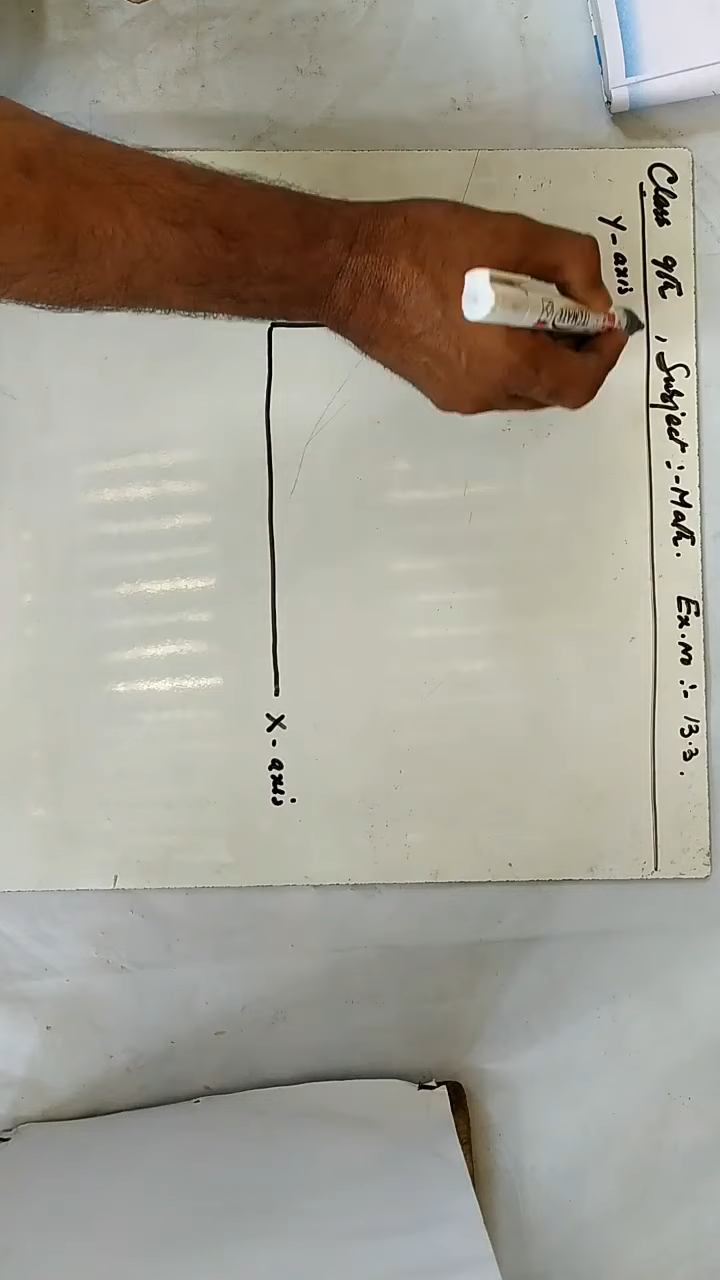 Class 9th , Subject :- Math. Ex. No :- 13.3.
Y - axis
X - axis